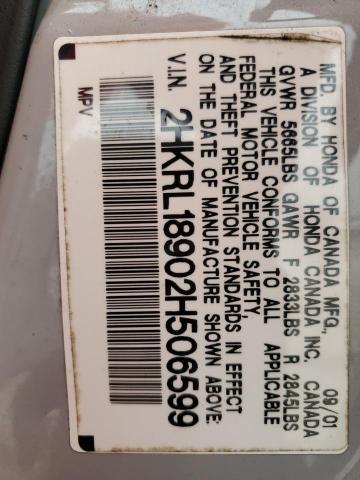 MFD. BY HONDA OF CANADA MFG., 09/01
A DIVISION OF HONDA CANADA INC. CANADA
GVWR 5665LBS GAWR F 2833LBS R 2845LBS
THIS VEHICLE CONFORMS TO ALL APPLICABLE
FEDERAL MOTOR VEHICLE SAFETY,
AND THEFT PREVENTION STANDARDS IN EFFECT
ON THE DATE OF MANUFACTURE SHOWN ABOVE.
V.I.N. 2HKRL18902H506599
MPV